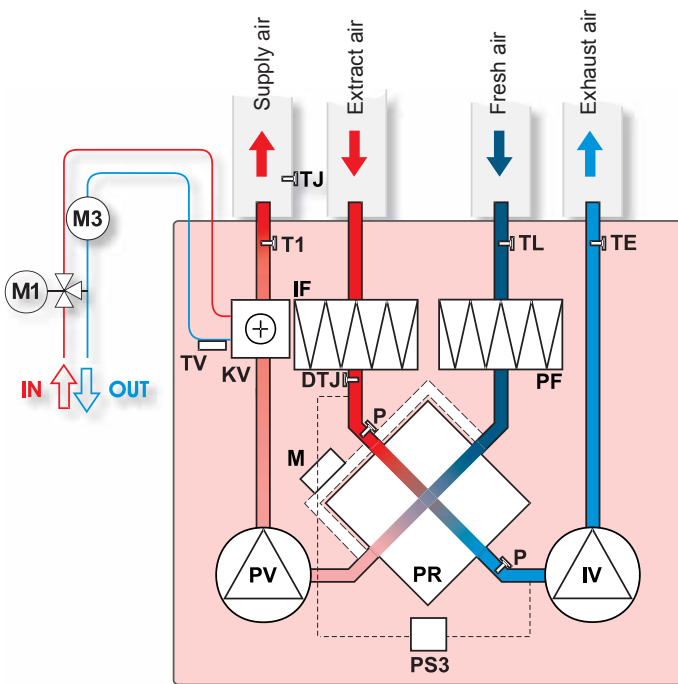 Supply air
Extract air
Fresh air
Exhaust air
TJ
M3
T1
TL
TE
M1
IF
TV
KV
DTJ
PF
IN
OUT
P
M
PV
PR
P
IV
PS3